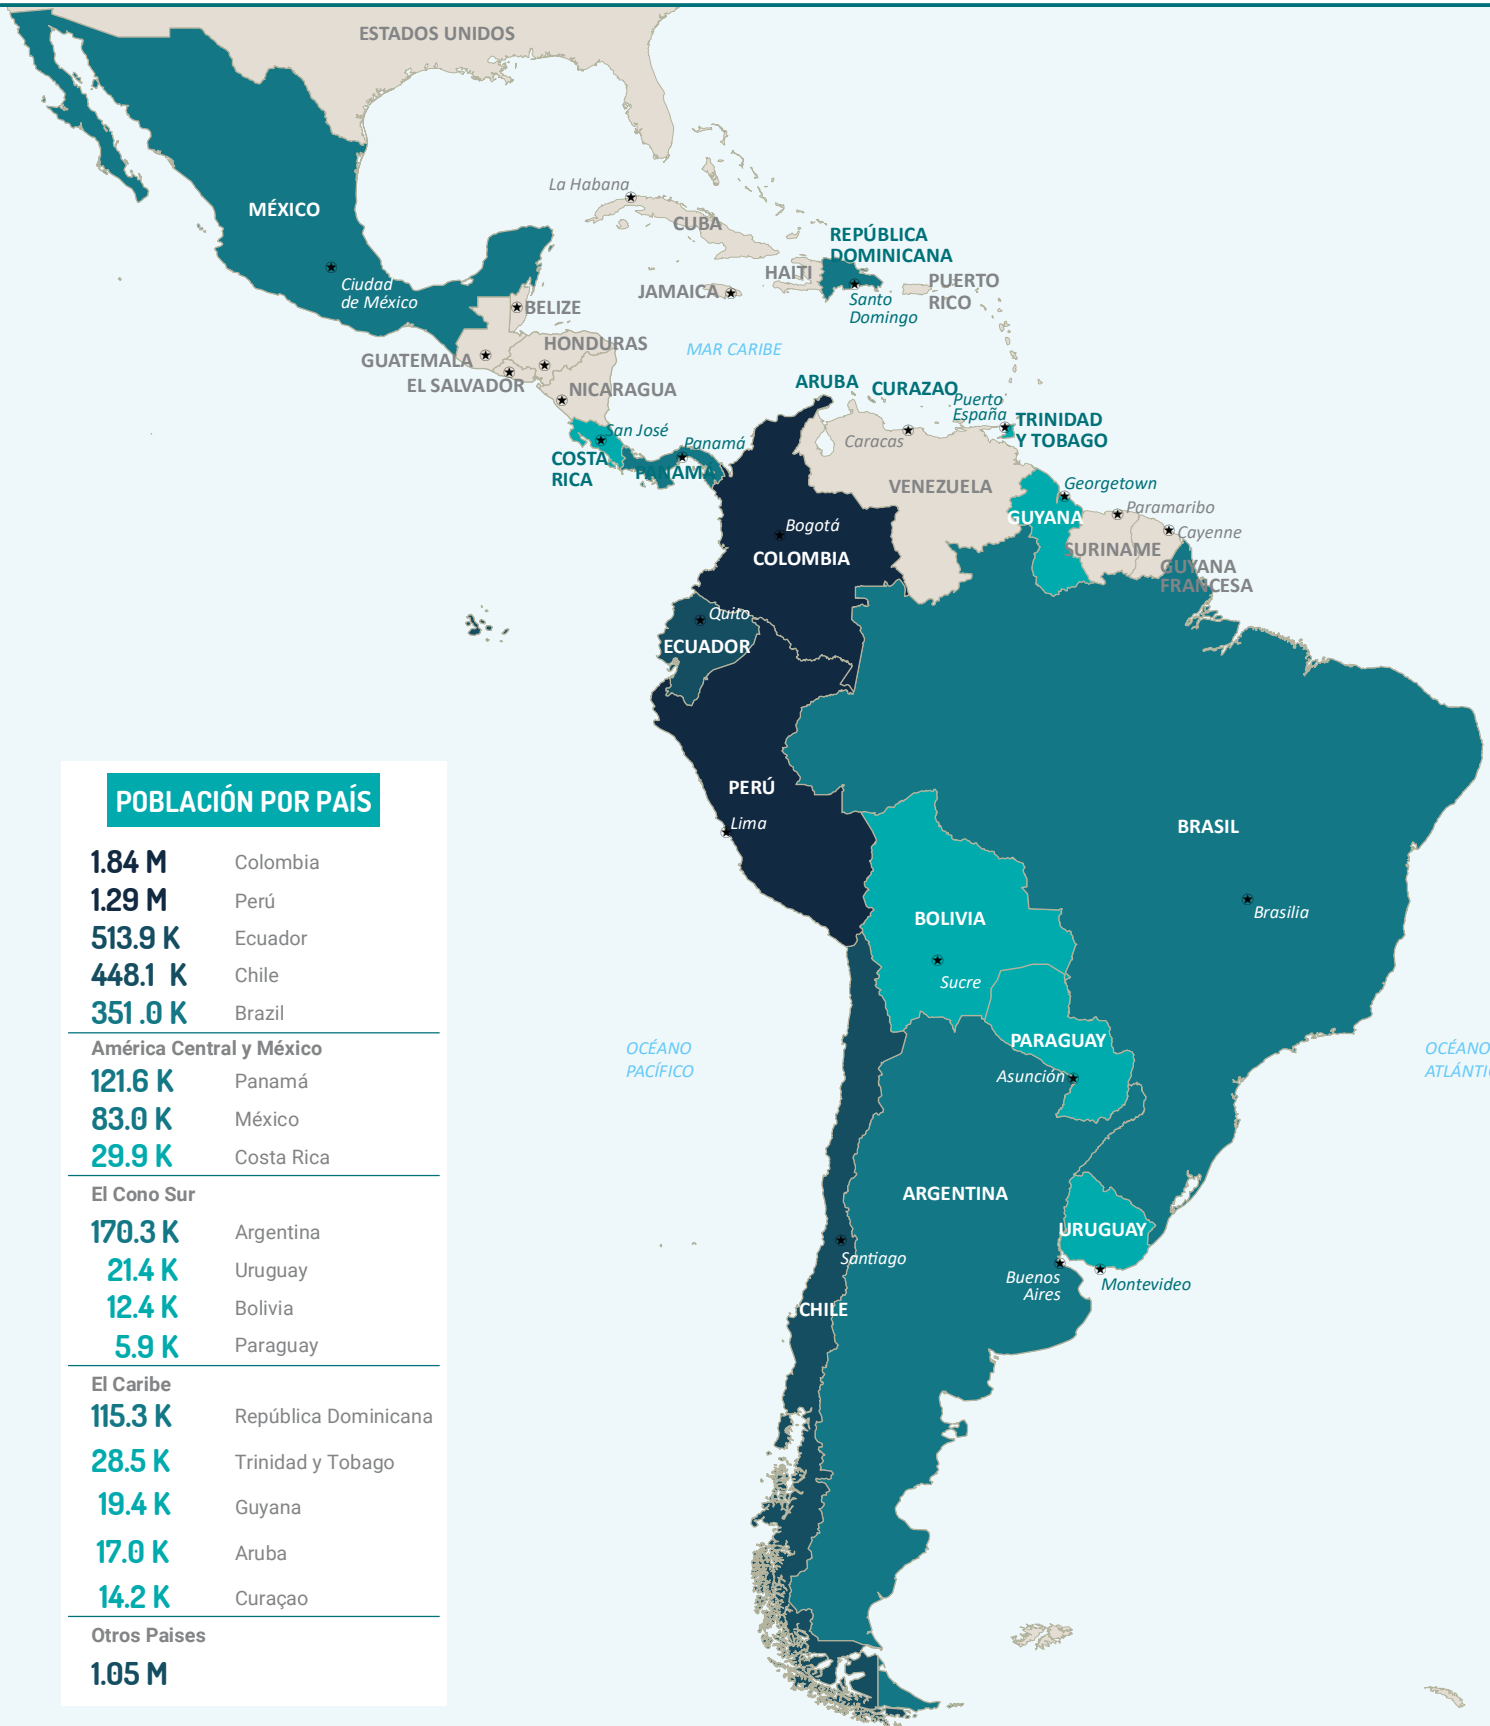 ESTADOS UNIDOS
La Habana
MÉXICO
CUBA
REPÚBLICA
DOMINICANA
HAITI
Ciudad
de México
JAMAICA
PUERTO
RICO
Santo
Domingo
BELIZE
HONDURAS
MAR CARIBE
GUATEMALA
EL SALVADOR
NICARAGUA
ARUBA
CURAZAO
Puerto
España
TRINIDAD
Y TOBAGO
San José
Panamá
Caracas
COSTA
RICA
PANAMÁ
VENEZUELA
Georgetown
GUYANA
Paramaribo
Cayenne
Bogotá
COLOMBIA
SURINAME
GUYANA
FRANCESA
Quito
ECUADOR
PERÚ
Lima
BRASIL
Brasilia
BOLIVIA
Sucre
PARAGUAY
Asunción
OCÉANO
PACÍFICO
OCÉANO
ATLÁNTI
ARGENTINA
URUGUAY
Santiago
Buenos
Aires
Montevideo
CHILE
POBLACIÓN POR PAÍS
1.84 M Colombia
1.29 M Perú
513.9 K Ecuador
448.1 K Chile
351.0 K Brazil
América Central y México
121.6 K Panamá
83.0 K México
29.9 K Costa Rica
El Cono Sur
170.3 K Argentina
21.4 K Uruguay
12.4 K Bolivia
5.9 K Paraguay
El Caribe
115.3 K República Dominicana
28.5 K Trinidad y Tobago
19.4 K Guyana
17.0 K Aruba
14.2 K Curaçao
Otros Paises
1.05 M